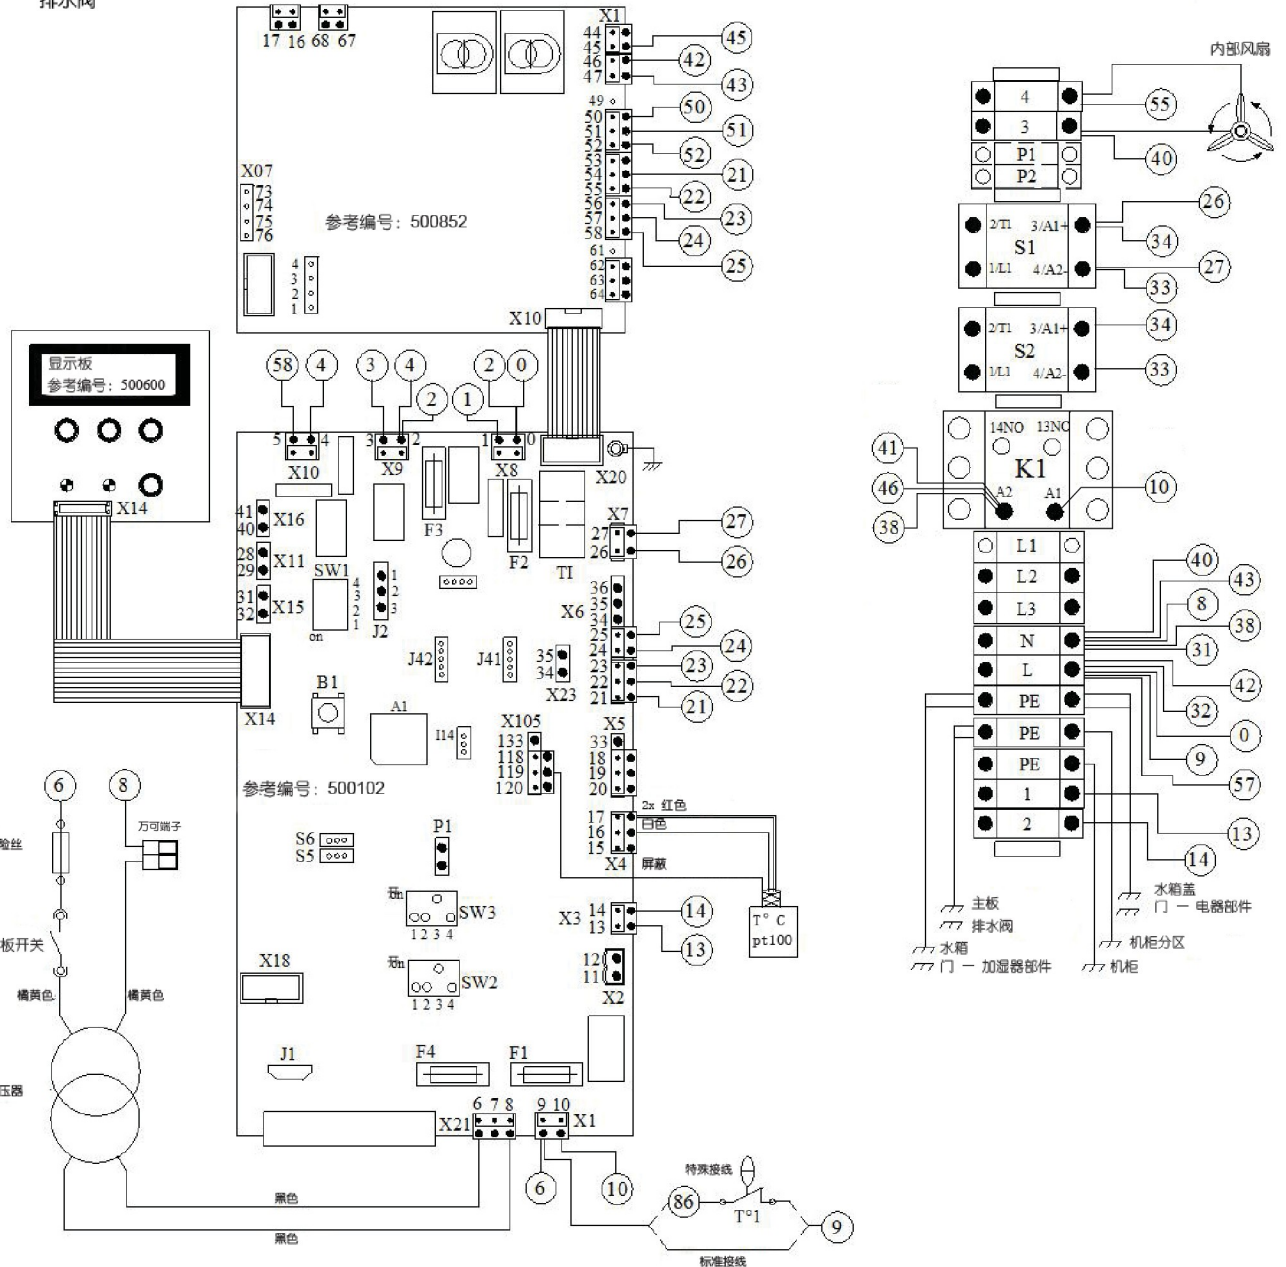 排水阀
17 16 68 67
X1
44
45
46
47
49
50
51
52
53
54
55
56
57
58
61
62
63
64
45
42
43
50
51
52
21
22
23
24
25
X07
73
74
75
76
参考编号：500852
4
3
2
1
X10
显示板
参考编号：500600
X14
58
4
3
4
2
1
2
0
5
4
X10
3
2
X9
1
0
X8
X20
41
40
X16
28
29
X11
31
32
X15
SW1
4
3
2
1
on
1
2
3
J2
F3
F2
TI
X7
27
26
27
26
X6
36
35
34
25
24
23
22
21
25
24
23
22
21
J42
J41
35
34
X23
X14
B1
A1
I14
X105
133
118
119
120
X5
33
18
19
20
17
16
15
X4
2x 红色
白色
屏蔽
T° C
pt100
参考编号：500102
S6
S5
P1
开
on
SW3
1 2 3 4
开
on
SW2
1 2 3 4
X3
14
13
14
13
12
11
X2
X18
J1
F4
F1
6 7 8
X21
9 10
X1
6
10
6
8
万可端子
险丝
板开关
橘黄色
橘黄色
压器
黑色
黑色
特殊接线
86
T°1
9
标准接线
内部风扇
4
3
P1
P2
55
40
2/T1 3/A1+
S1
1/L1 4/A2-
26
34
27
33
2/T1 3/A1+
S2
1/L1 4/A2-
34
33
14NO 13NO
K1
A2 A1
41
46
38
10
L1
L2
L3
N
L
PE
PE
PE
1
2
40
43
8
38
31
42
32
0
9
57
13
14
主板
排水阀
水箱
门 一 加湿器部件
水箱盖
门 一 电器部件
机柜分区
机柜